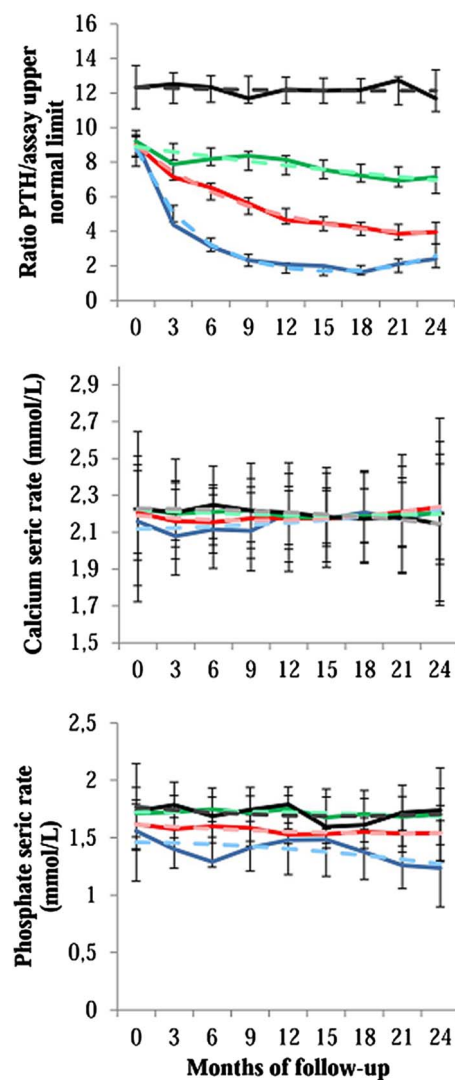 Ratio PTH/assay upper
normal limit
16
14
12
10
8
6
4
2
0
0 3 6 9 12 15 18 21 24
Calcium seric rate (mmol/L)
2,9
2,7
2,5
2,3
2,1
1,9
1,7
1,5
0 3 6 9 12 15 18 21 24
Phosphate seric rate
(mmol/L)
2,5
2
1,5
1
0,5
0
0 3 6 9 12 15 18 21 24
Months of follow-up